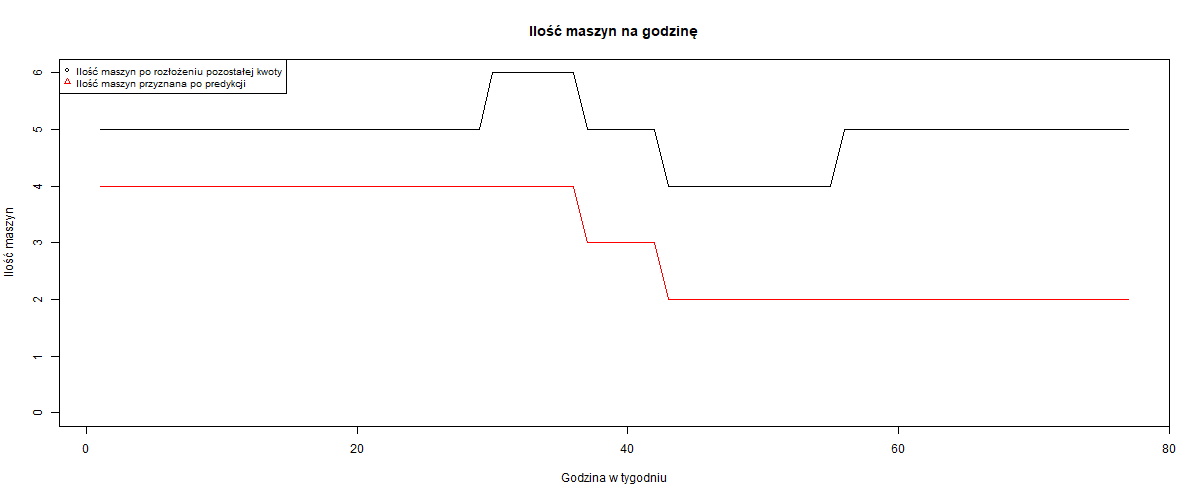 Ilość maszyn na godzinę
Ilość maszyn po rozłożeniu pozostałej kwoty
Ilość maszyn przyznana po predykcji
6
5
4
3
2
1
0
Ilość maszyn
0 20 40 60 80
Godzina w tygodniu